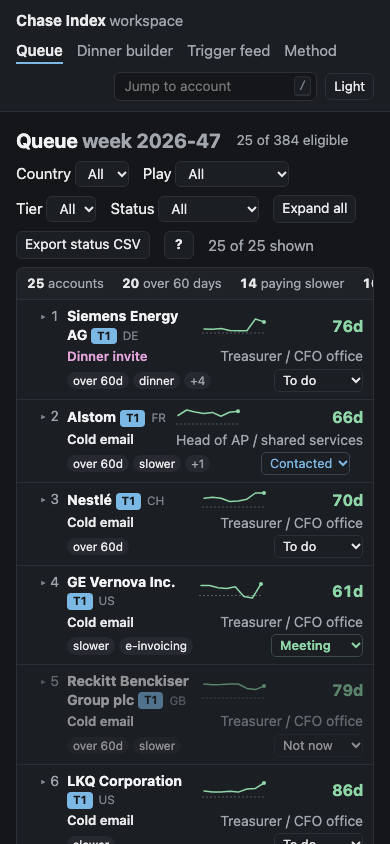 Chase Index workspace
Queue Dinner builder Trigger feed Method
Jump to account / Light
Queue week 2026-47 25 of 384 eligible
Country All Play All
Tier All Status All Expand all
Export status CSV ? 25 of 25 shown
25 accounts 20 over 60 days 14 paying slower
1 Siemens Energy AG T1 DE 76d
Dinner invite Treasurer / CFO office
over 60d dinner +4 To do
2 Alstom T1 FR 66d
Cold email Head of AP / shared services
over 60d slower +1 Contacted
3 Nestlé T1 CH 70d
Cold email Treasurer / CFO office
over 60d To do
4 GE Vernova Inc. T1 US 61d
Cold email Treasurer / CFO office
slower e-invoicing Meeting
5 Reckitt Benckiser Group plc T1 GB 79d
Cold email Treasurer / CFO office
over 60d slower Not now
6 LKQ Corporation T1 US 86d
Cold email Treasurer / CFO office
slower To do